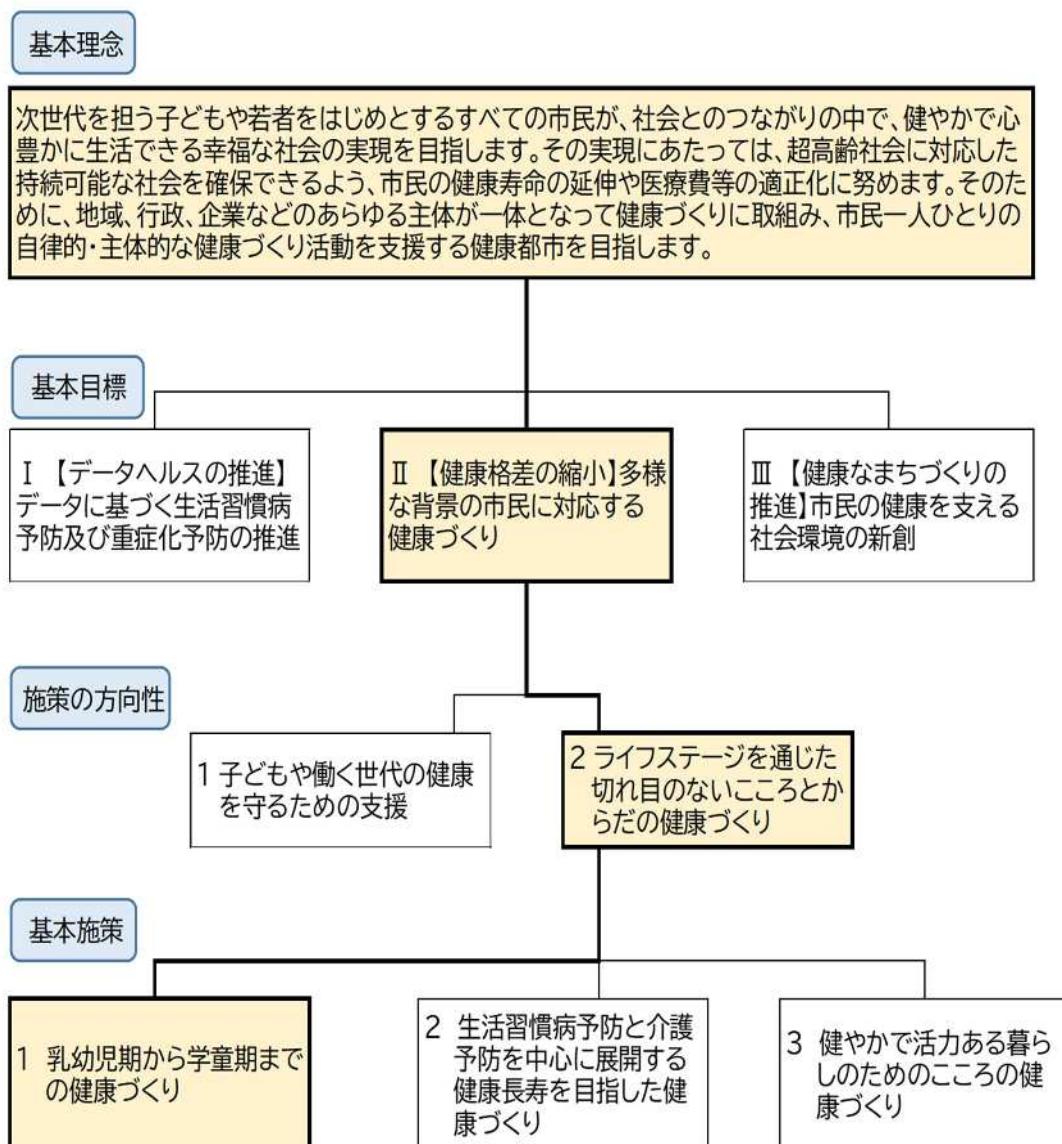 基本理念
次世代を担う子どもや若者をはじめとするすべての市民が、社会とのつながりの中で、健やかで心
豊かに生活できる幸福な社会の実現を目指します。その実現にあたっては、超高齢社会に対応した
持続可能な社会を確保できるよう、市民の健康寿命の延伸や医療費等の適正化に努めます。そのた
めに、地域、行政、企業などのあらゆる主体が一体となって健康づくりに取組み、市民一人ひとりの
自律的・主体的な健康づくり活動を支援する健康都市を目指します。
基本目標
Ⅰ 【データヘルスの推進】
データに基づく生活習慣病
予防及び重症化予防の推進
Ⅱ 【健康格差の縮小】多様
な背景の市民に対応する
健康づくり
Ⅲ 【健康なまちづくりの
推進】市民の健康を支える
社会環境の新創
施策の方向性
1 子どもや働く世代の健康
を守るための支援
2 ライフステージを通じた
切れ目のないこころとか
らだの健康づくり
基本施策
1 乳幼児期から学童期まで
の健康づくり
2 生活習慣病予防と介護
予防を中心に展開する
健康長寿を目指した健
康づくり
3 健やかで活力ある暮ら
しのためのこころの健
康づくり